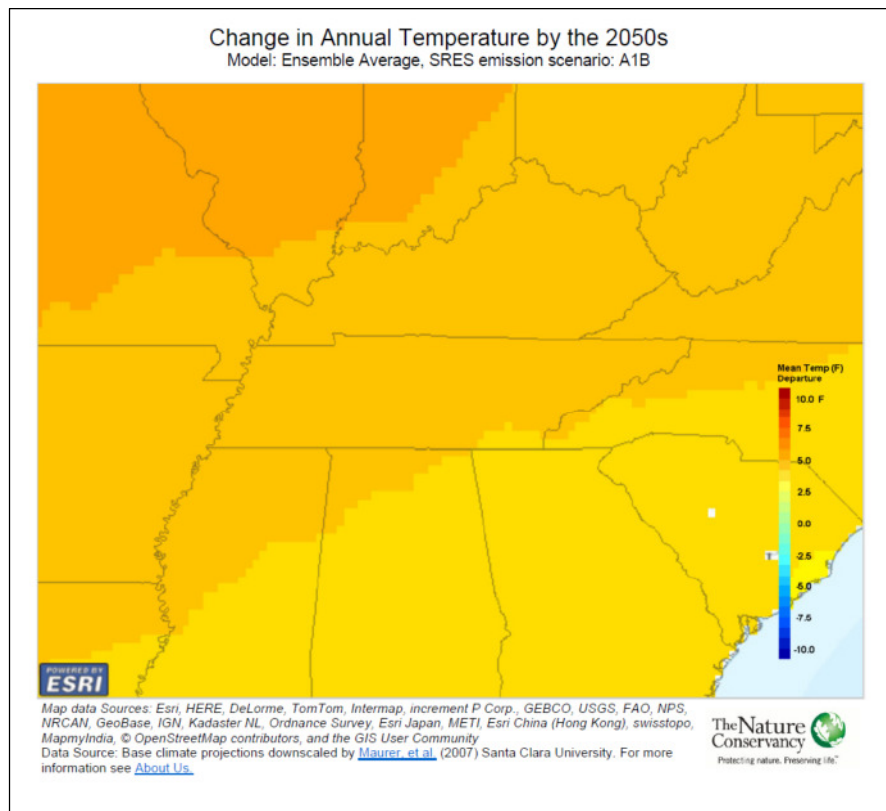 Change in Annual Temperature by the 2050s
Model: Ensemble Average, SRES emission scenario: A1B
Mean Temp (F)
Departure
10.0 F
7.5
5.0
2.5
0.0
-2.5
-5.0
-7.5
-10.0
POWERED BY
ESRI
Map data Sources: Esri, HERE, DeLorme, TomTom, Intermap, increment P Corp., GEBCO, USGS, FAO, NPS,
NRCAN, GeoBase, IGN, Kadaster NL, Ordnance Survey, Esri Japan, METI, Esri China (Hong Kong), swisstopo,
MapmyIndia, © OpenStreetMap contributors, and the GIS User Community
Data Source: Base climate projections downscaled by Maurer, et al. (2007) Santa Clara University. For more
information see About Us.
The Nature
Conservancy
Protecting nature. Preserving life.™